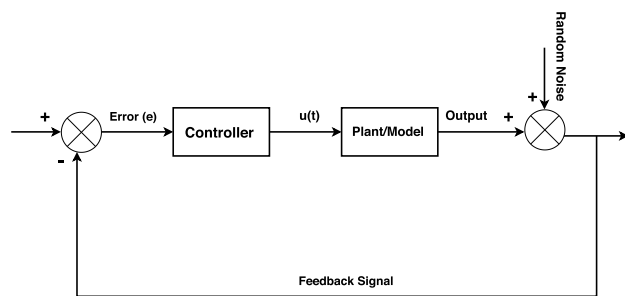 Random Noise
+
+
Error (e)
Controller
u(t)
Plant/Model
Output
+
-
Feedback Signal